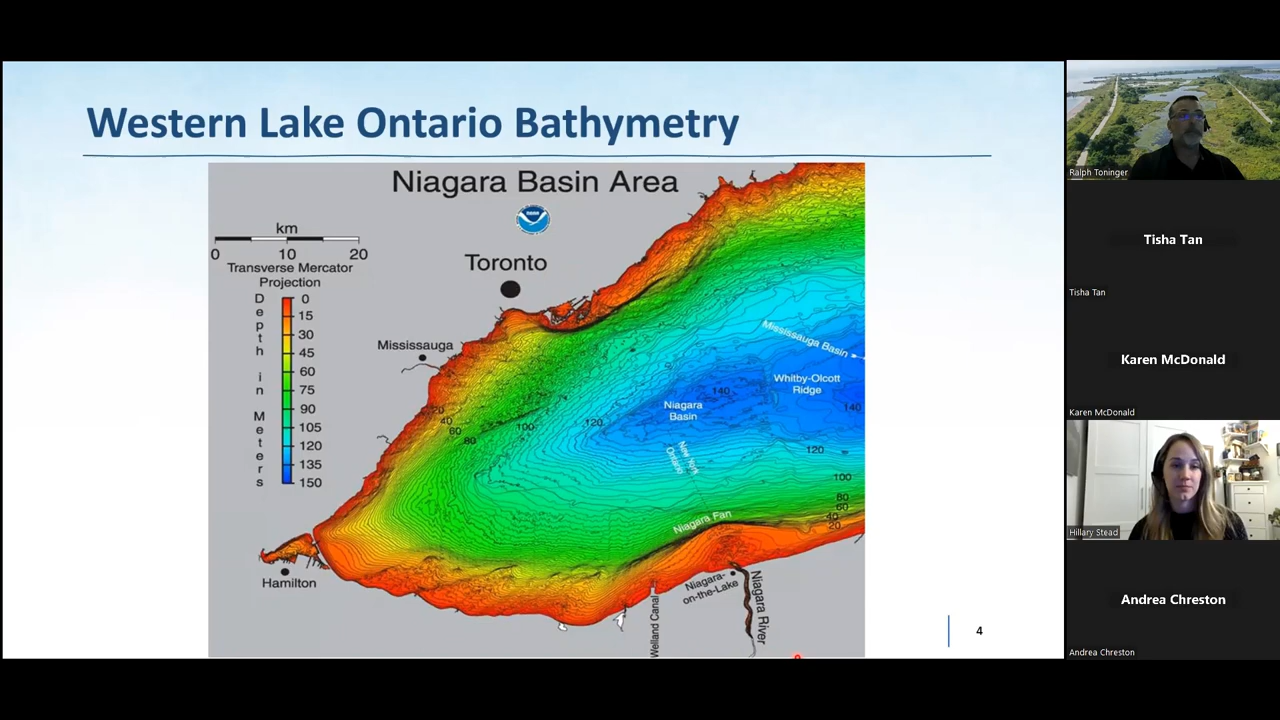 Western Lake Ontario Bathymetry
Niagara Basin Area
km
0 10 20
Transverse Mercator
Projection
Depth in Meters
0
15
30
45
60
75
90
105
120
135
150
Toronto
Mississauga
Mississauga Basin
Whitby-Olcott
Ridge
140
140
Niagara
Basin
20
40
60
80
100
120
New York
Ontario
120
100
80
60
40
20
Niagara Fan
Hamilton
Niagara-
on-the-Lake
Welland Canal
Niagara River
4
Ralph Toninger
Tisha Tan
Tisha Tan
Karen McDonald
Karen McDonald
Hillary Stead
Andrea Chreston
Andrea Chreston